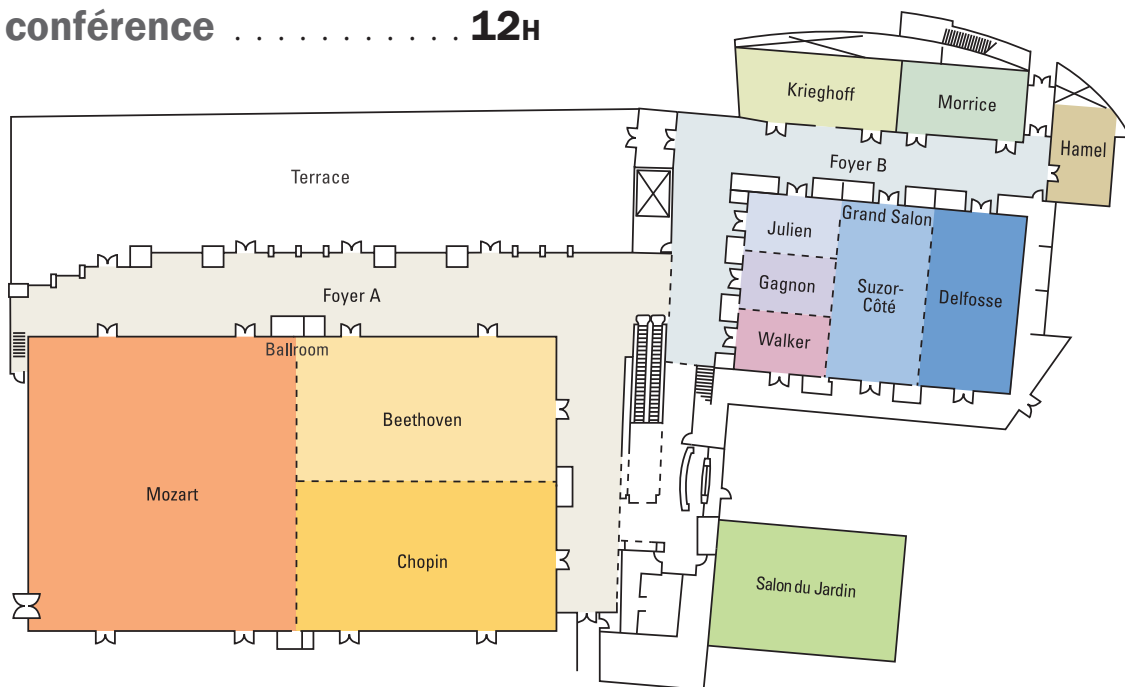 conférence . . . . . . . . . . . 12H
Krieghoff
Morrice
Hamel
Foyer B
Terrace
Grand Salon
Julien
Gagnon
Suzor-
Côté
Delfosse
Walker
Foyer A
Ballroom
Beethoven
Mozart
Chopin
Salon du Jardin